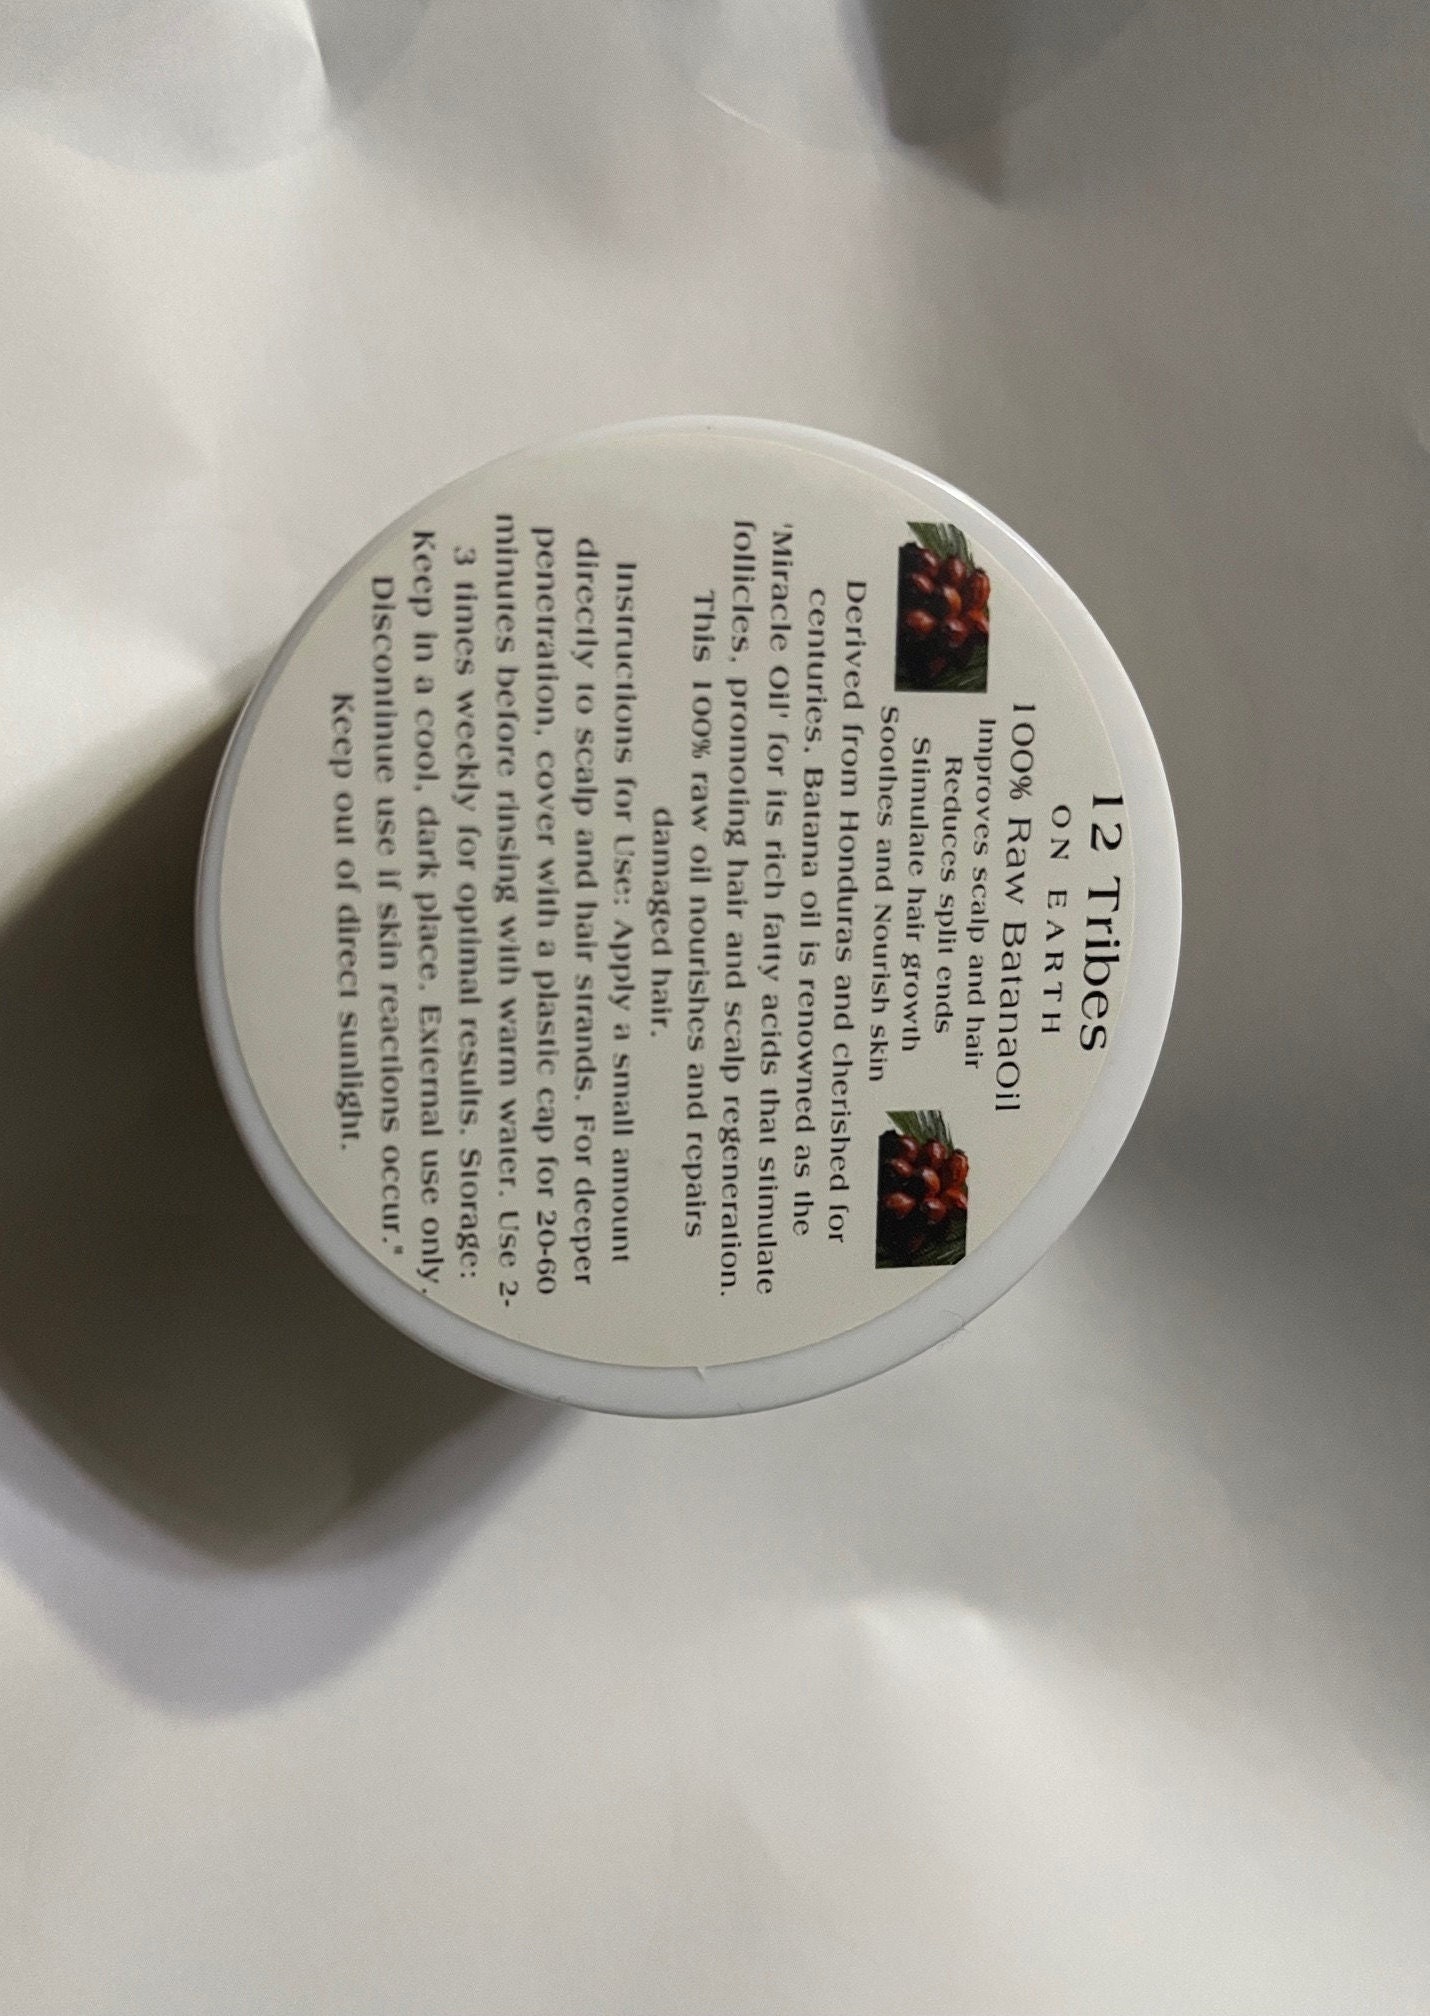 12 Tribes
ON EARTH
100% Raw BatanaOil
Improves scalp and hair
Reduces split ends
Stimulate hair growth
Soothes and Nourish skin
Derived from Honduras and cherished for
centuries, Batana oil is renowned as the
'Miracle Oil' for its rich fatty acids that stimulate
follicles, promoting hair and scalp regeneration.
This 100% raw oil nourishes and repairs
damaged hair.
Instructions for Use: Apply a small amount
directly to scalp and hair strands. For deeper
penetration, cover with a plastic cap for 20-60
minutes before rinsing with warm water. Use 2-
3 times weekly for optimal results. Storage:
Keep in a cool, dark place. External use only.
Discontinue use if skin reactions occur."
Keep out of direct sunlight.